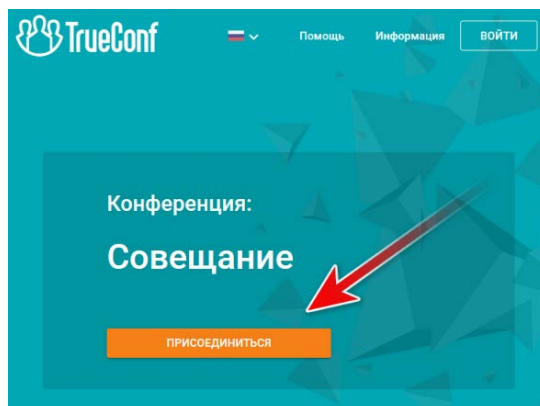 TrueConf
Помощь Информация ВОЙТИ
Конференция:
Совещание
ПРИСОЕДИНИТЬСЯ